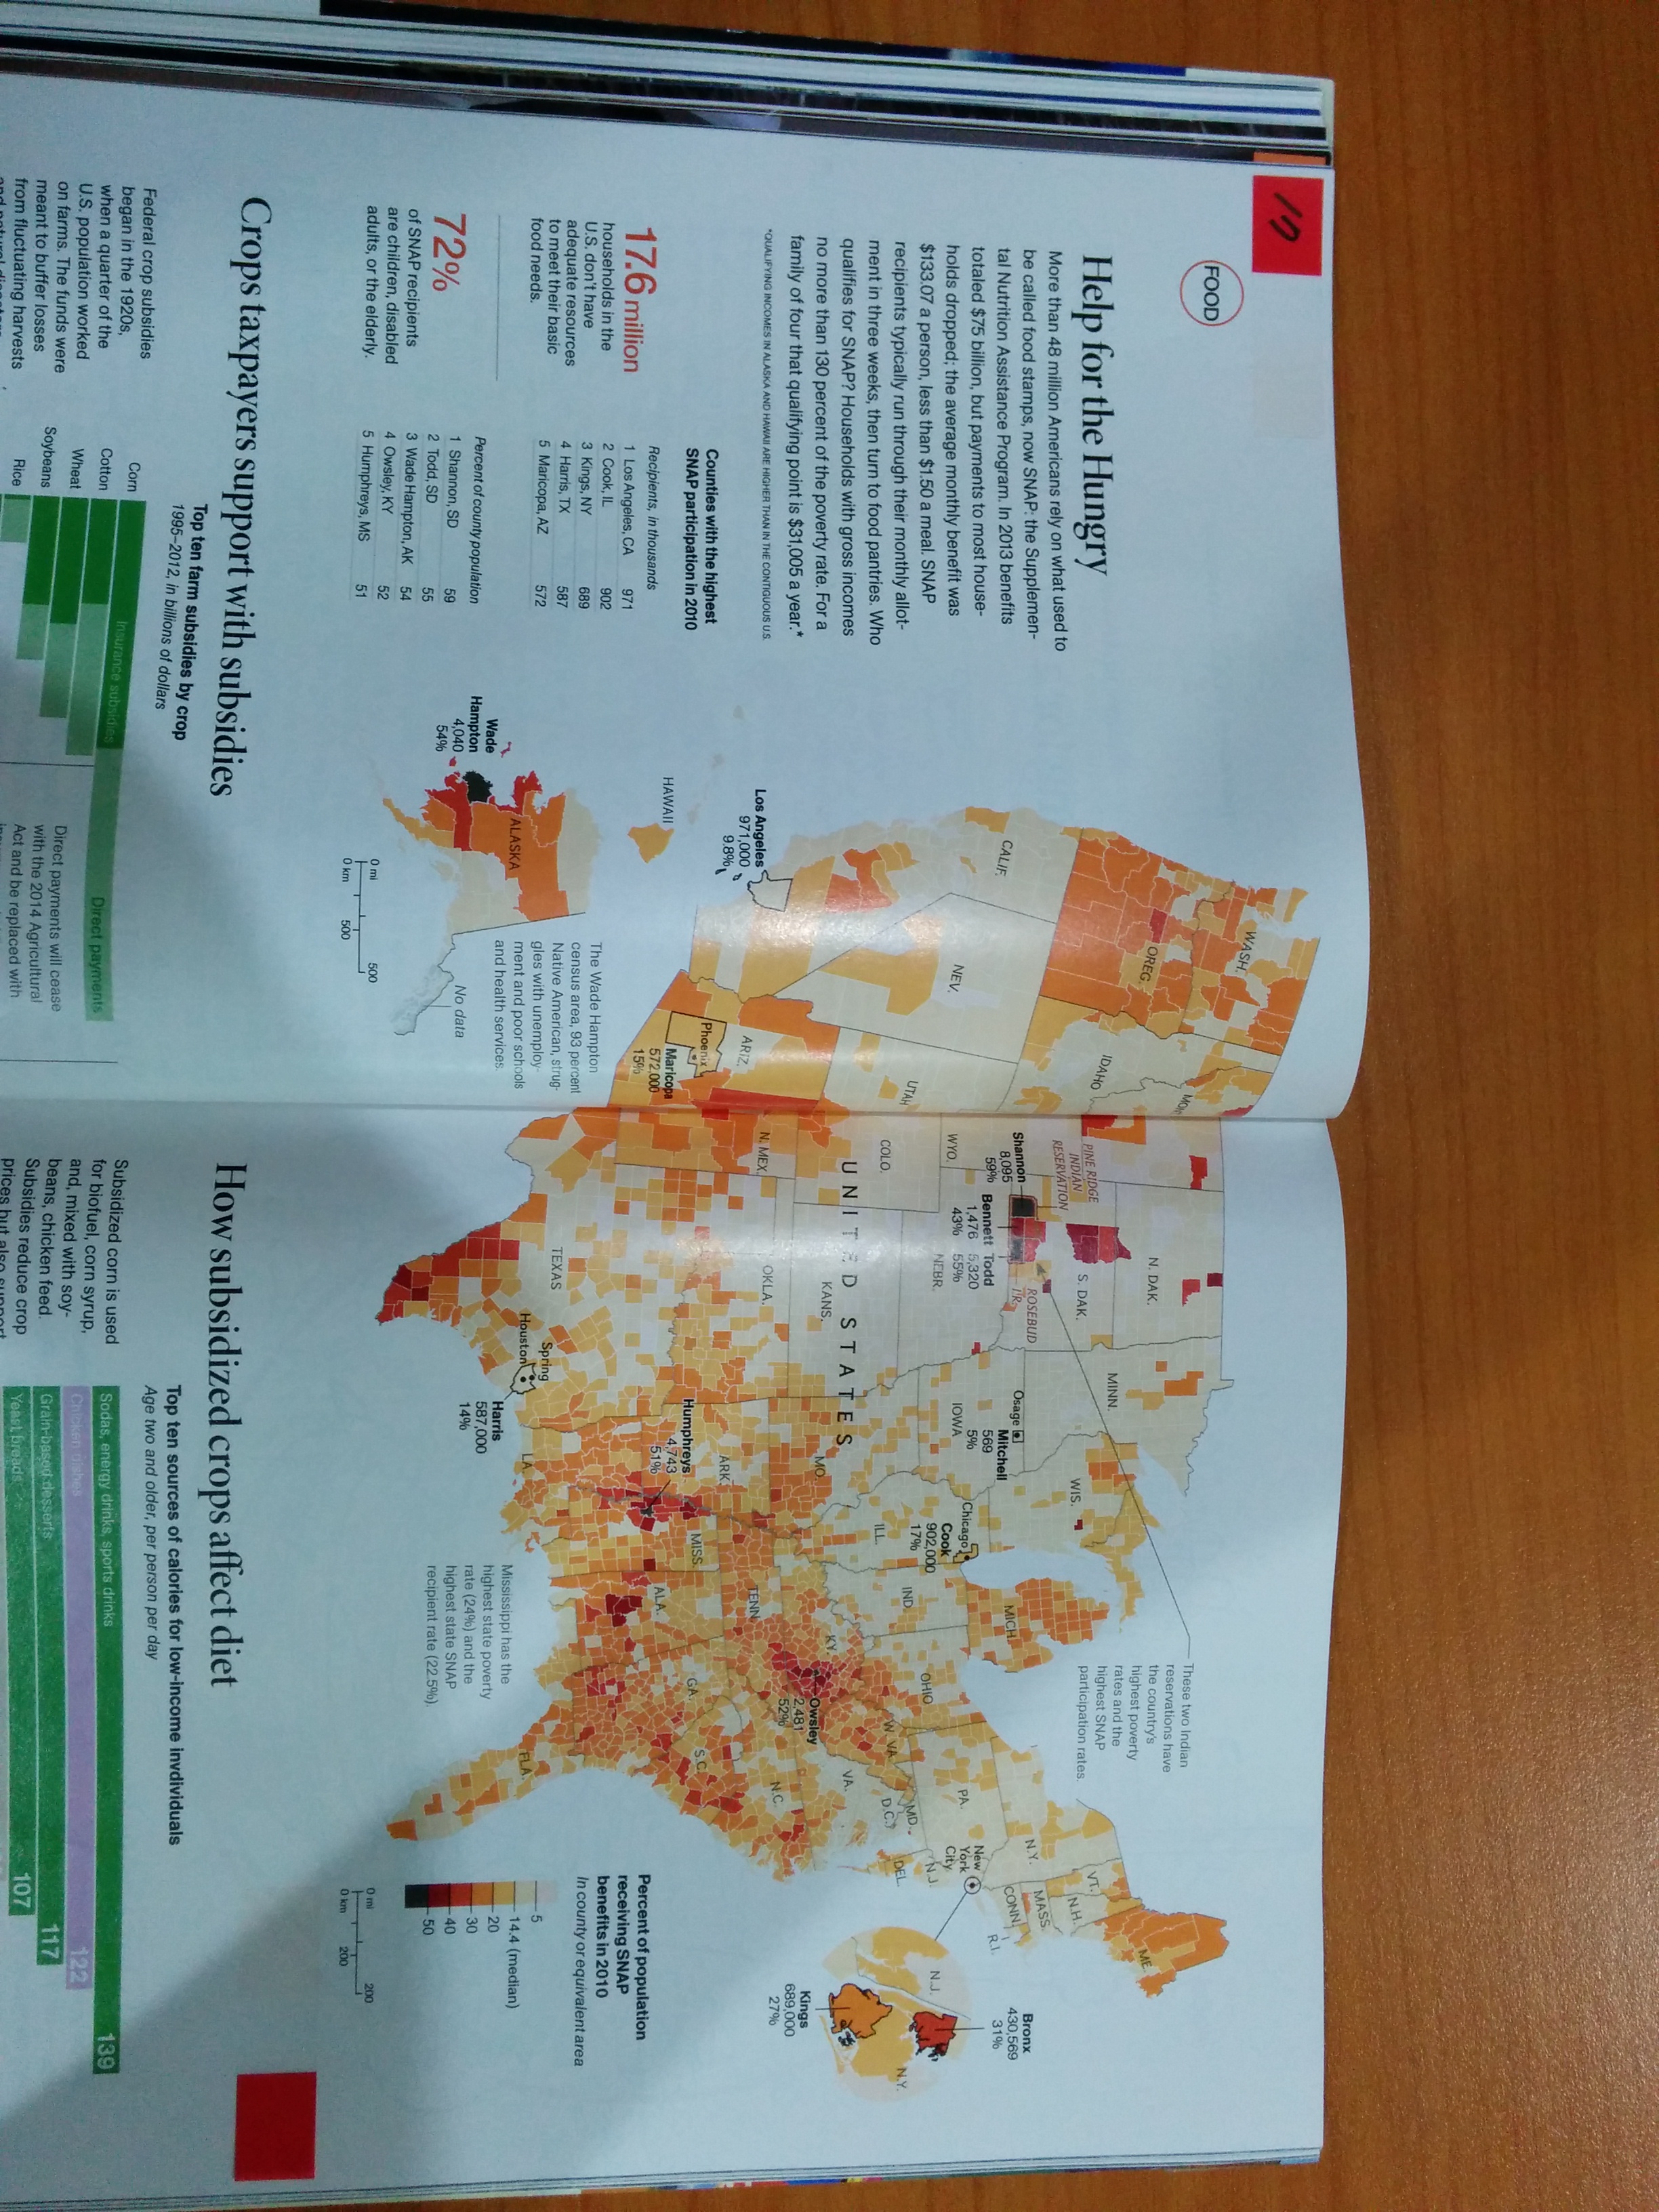 FOOD
Help for the Hungry
More than 48 million Americans rely on what used to
be called food stamps, now SNAP: the Supplemen-
tal Nutrition Assistance Program. In 2013 benefits
totaled $75 billion, but payments to most house-
holds dropped; the average monthly benefit was
$133.07 a person, less than $1.50 a meal. SNAP
recipients typically run through their monthly allot-
ment in three weeks, then turn to food pantries. Who
qualifies for SNAP? Households with gross incomes
no more than 130 percent of the poverty rate. For a
family of four that qualifying point is $31,005 a year.*
*QUALIFYING INCOMES IN ALASKA AND HAWAII ARE HIGHER THAN IN THE CONTIGUOUS U.S.
17.6 million
households in the
U.S. don't have
adequate resources
to meet their basic
food needs.
72%
of SNAP recipients
are children, disabled
adults, or the elderly.
Counties with the highest
SNAP participation in 2010
Recipients, in thousands
1 Los Angeles, CA 971
2 Cook, IL 902
3 Kings, NY 689
4 Harris, TX 587
5 Maricopa, AZ 572
Percent of county population
1 Shannon, SD 59
2 Todd, SD 55
3 Wade Hampton, AK 54
4 Owsley, KY 52
5 Humphreys, MS 51
WASH.
OREG.
CALIF.
NEV.
IDAHO
UTAH
ARIZ.
WYO.
COLO.
N. MEX.
N. DAK.
S. DAK.
NEBR.
KANS.
OKLA.
TEXAS
MINN.
IOWA
MO.
ARK.
LA.
WIS.
ILL.
IND.
MICH.
OHIO
KY.
TENN.
MISS.
ALA.
GA.
FLA.
S.C.
N.C.
VA.
W. VA.
MD.
D.C.
DEL.
PA.
N.J.
N.Y.
CONN.
R.I.
MASS.
VT.
N.H.
ME.
UNITED STATES
HAWAII
ALASKA
Los Angeles
971,000
9.8%
Phoenix
Maricopa
572,000
15%
Wade
Hampton
4,040
54%
The Wade Hampton
census area, 93 percent
Native American, strug-
gles with unemploy-
ment and poor schools
and health services.
No data
0 mi 500
0 km 500
PINE RIDGE
INDIAN
RESERVATION
Shannon
8,095
59%
Bennett
1,476
43%
Todd
5,320
55%
ROSEBUD
I.R.
These two Indian
reservations have
the country's
highest poverty
rates and the
highest SNAP
participation rates.
Osage
Mitchell
569
5%
Chicago
Cook
902,000
17%
Spring
Houston
Harris
587,000
14%
Humphreys
4,743
51%
Owsley
2,481
52%
Mississippi has the
highest state poverty
rate (24%) and the
highest state SNAP
recipient rate (22.5%).
New
York
City
Bronx
430,569
31%
N.J.
N.Y.
Kings
689,000
27%
Percent of population
receiving SNAP
benefits in 2010
In county or equivalent area
5
14.4 (median)
20
30
40
50
0 mi 200
0 km 200
Crops taxpayers support with subsidies
Federal crop subsidies
began in the 1920s,
when a quarter of the
U.S. population worked
on farms. The funds were
meant to buffer losses
from fluctuating harvests
Top ten farm subsidies by crop
1995–2012, in billions of dollars
Insurance subsidies
Direct payments
Corn
Cotton
Wheat
Soybeans
Rice
Direct payments will cease
with the 2014 Agricultural
Act and be replaced with
How subsidized crops affect diet
Subsidized corn is used
for biofuel, corn syrup,
and, mixed with soy-
beans, chicken feed.
Subsidies reduce crop
prices but also support
Top ten sources of calories for low-income invdividuals
Age two and older, per person per day
Sodas, energy drinks, sports drinks 139
Chicken dishes 122
Grain-based desserts 117
Yeast breads 107